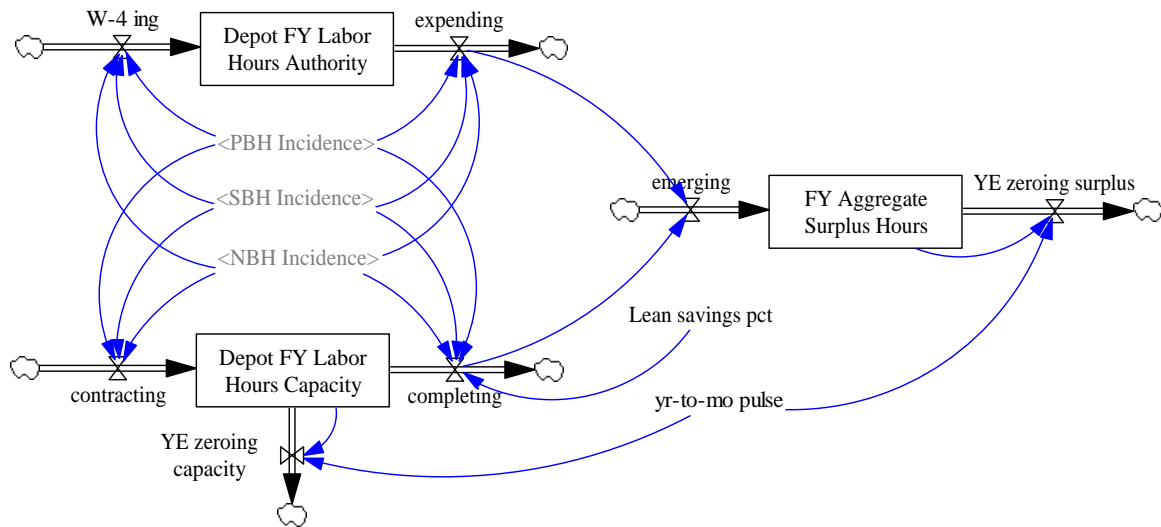 W-4 ing
expending
Depot FY Labor
Hours Authority
<PBH Incidence>
<SBH Incidence>
<NBH Incidence>
emerging
FY Aggregate
Surplus Hours
YE zeroing surplus
Lean savings pct
Depot FY Labor
Hours Capacity
contracting
completing
yr-to-mo pulse
YE zeroing
capacity